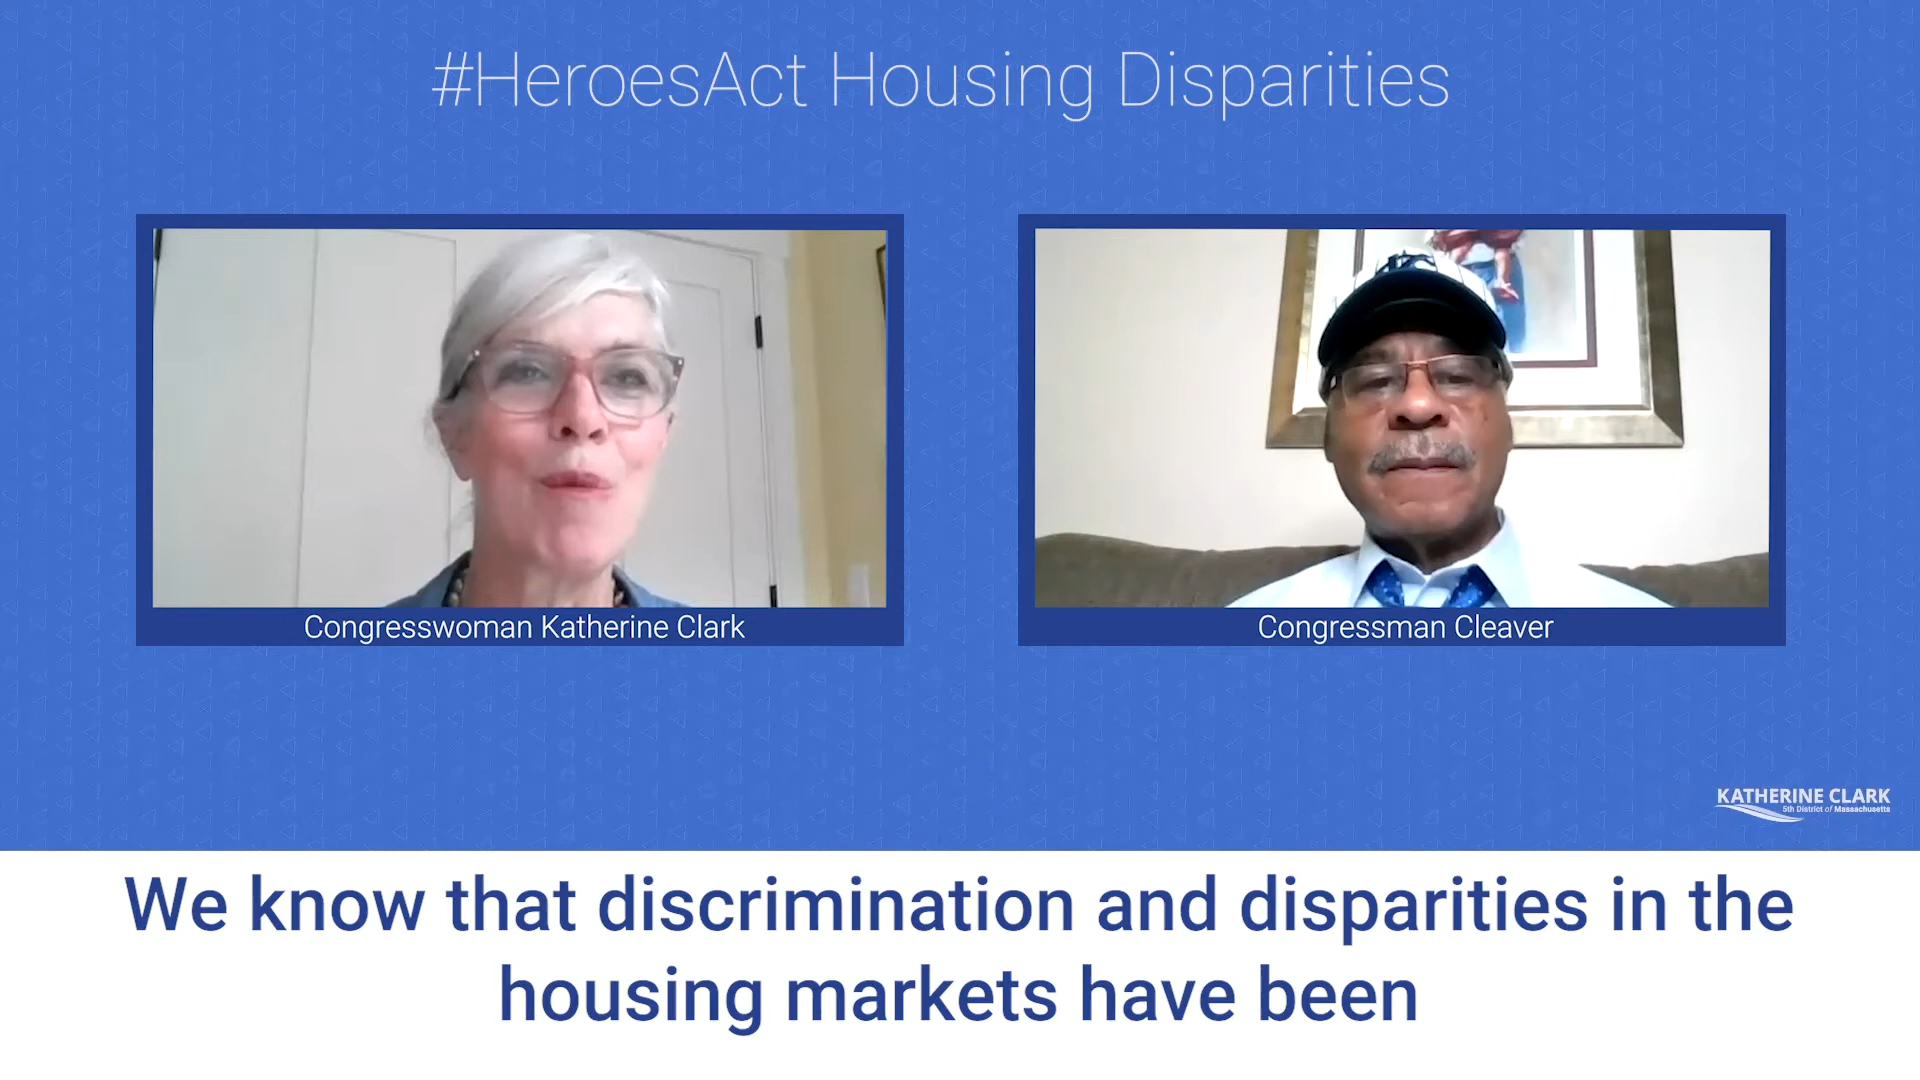 #HeroesAct Housing Disparities
Congresswoman Katherine Clark
Congressman Cleaver
KATHERINE CLARK
5th District of Massachusetts
We know that discrimination and disparities in the
housing markets have been